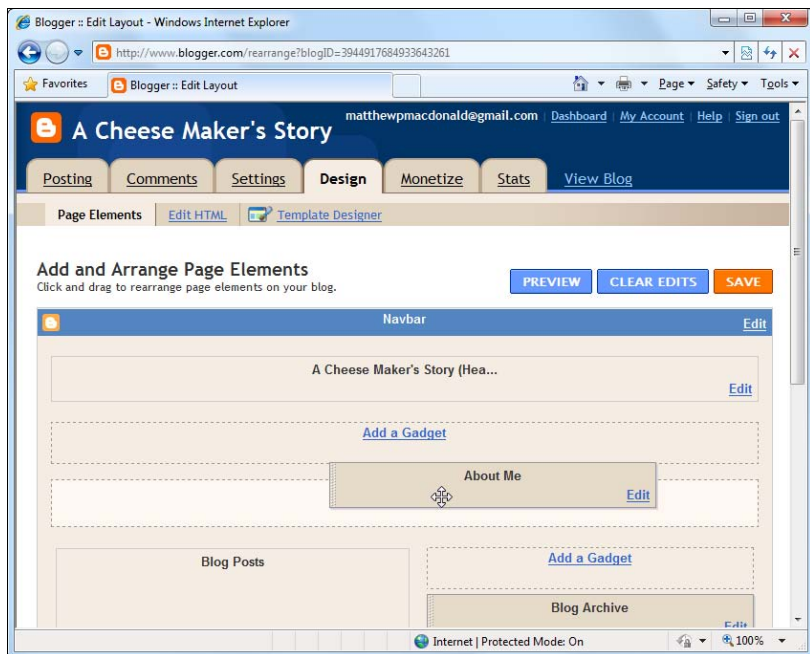 Blogger :: Edit Layout - Windows Internet Explorer
http://www.blogger.com/rearrange?blogID=3944917684933643261
Favorites Blogger :: Edit Layout Page Safety Tools
matthewpmacdonald@gmail.com | Dashboard | My Account | Help | Sign out
A Cheese Maker's Story
Posting Comments Settings Design Monetize Stats View Blog
Page Elements Edit HTML Template Designer
Add and Arrange Page Elements
Click and drag to rearrange page elements on your blog.
PREVIEW CLEAR EDITS SAVE
Navbar
Edit
A Cheese Maker's Story (Hea...
Edit
Add a Gadget
About Me
Edit
Blog Posts
Add a Gadget
Blog Archive
Edit
Internet | Protected Mode: On 100%